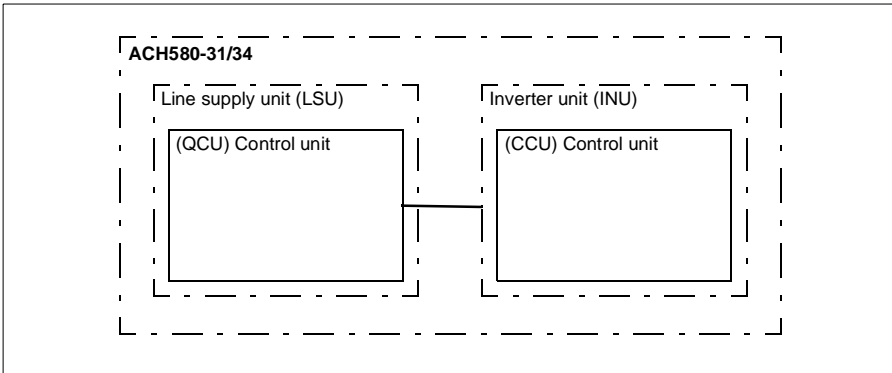 ACH580-31/34
Line supply unit (LSU)
Inverter unit (INU)
(QCU) Control unit
(CCU) Control unit